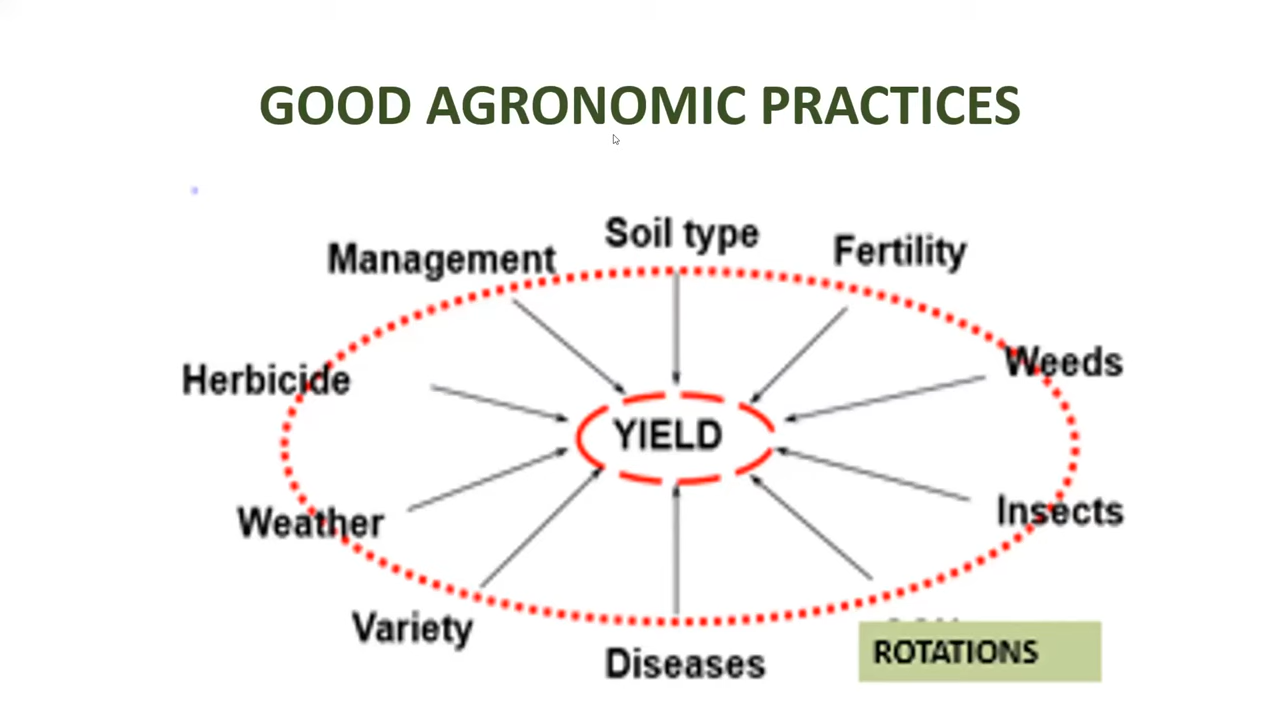 GOOD AGRONOMIC PRACTICES
Soil type
Management
Fertility
Weeds
Herbicide
YIELD
Insects
Weather
Variety
Diseases
ROTATIONS